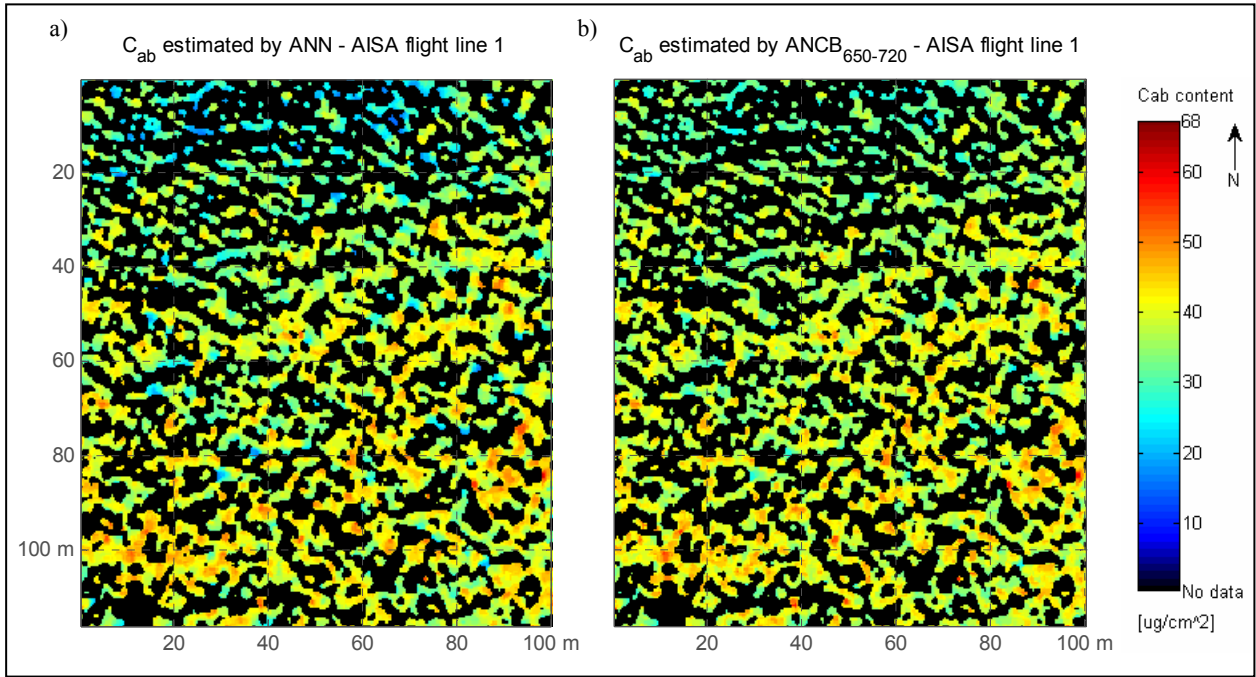 a)
C_ab estimated by ANN - AISA flight line 1
b)
C_ab estimated by ANCB_650-720 - AISA flight line 1
20
40
60
80
100 m
20
40
60
80
100 m
20
40
60
80
100 m
Cab content
68
60
50
40
30
20
10
No data
[ug/cm^2]
N